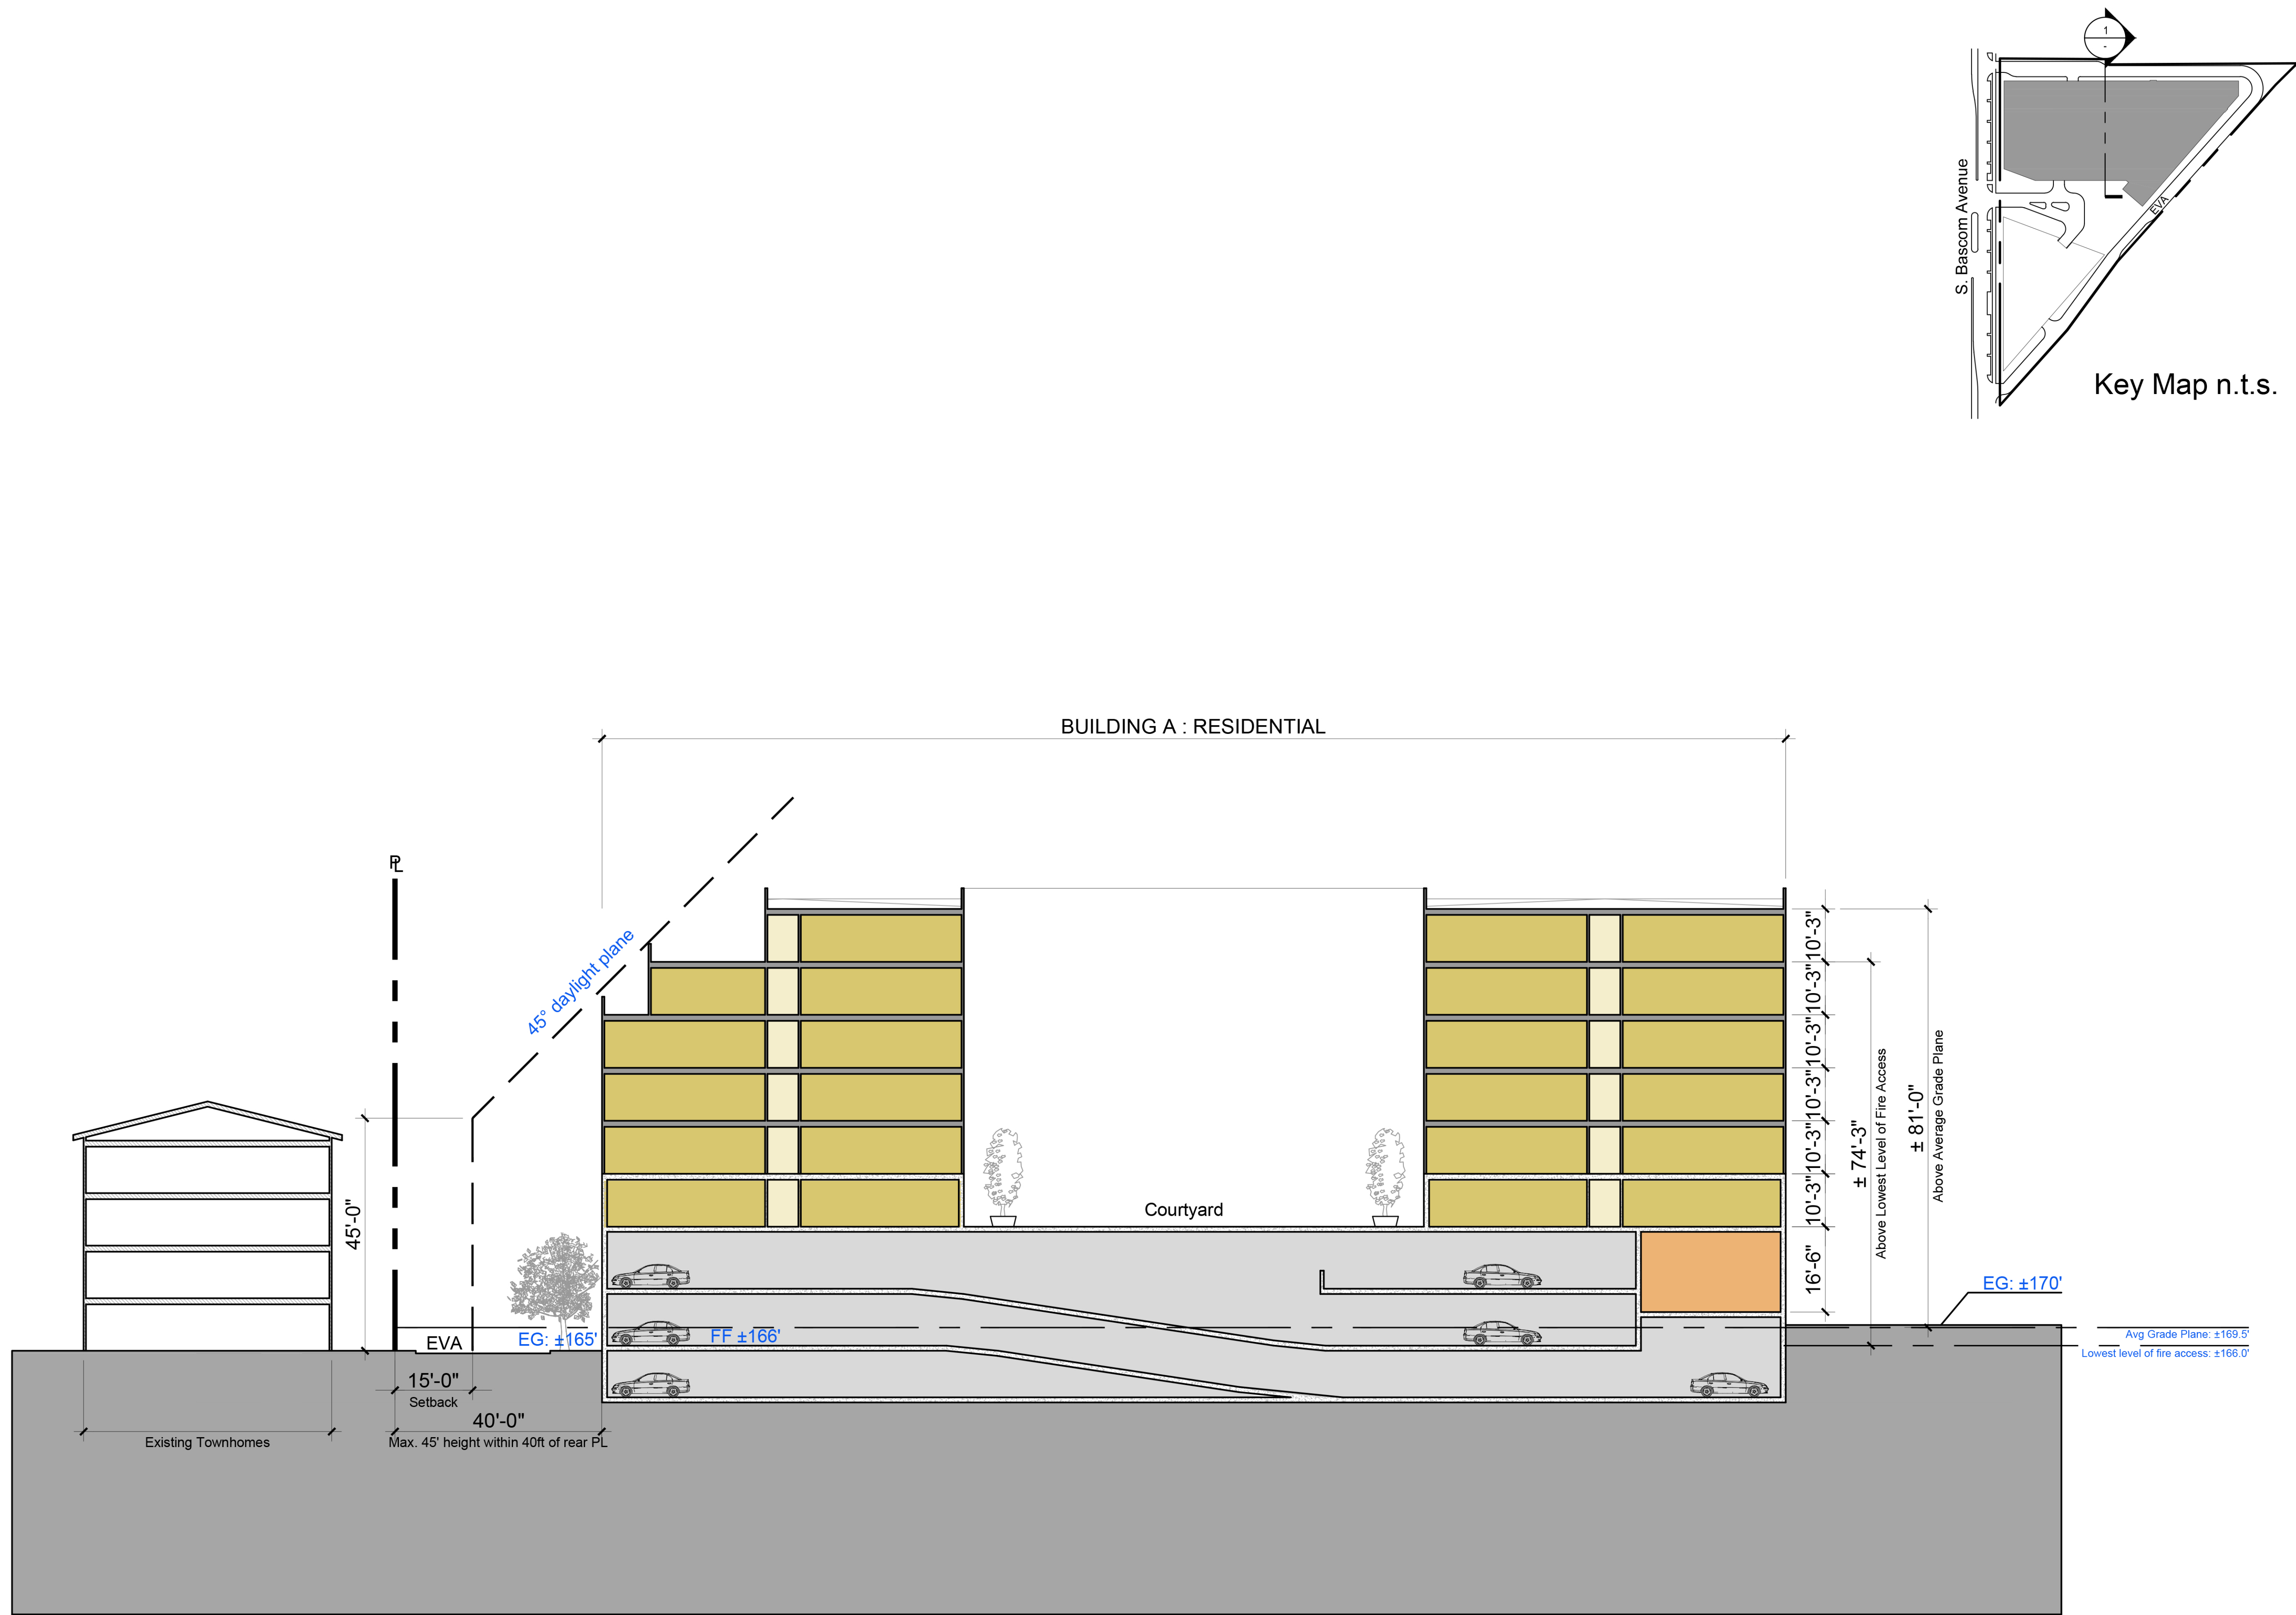 1
-
S. Bascom Avenue
EVA
Key Map n.t.s.
BUILDING A : RESIDENTIAL
PL
45° daylight plane
45'-0"
EVA
EG: ±165'
FF ±166'
15'-0"
Setback
40'-0"
Max. 45' height within 40ft of rear PL
Existing Townhomes
Courtyard
10'-3"
10'-3"
10'-3"
10'-3"
10'-3"
10'-3"
16'-6"
± 74'-3"
Above Lowest Level of Fire Access
± 81'-0"
Above Average Grade Plane
EG: ±170'
Avg Grade Plane: ±169.5'
Lowest level of fire access: ±166.0'